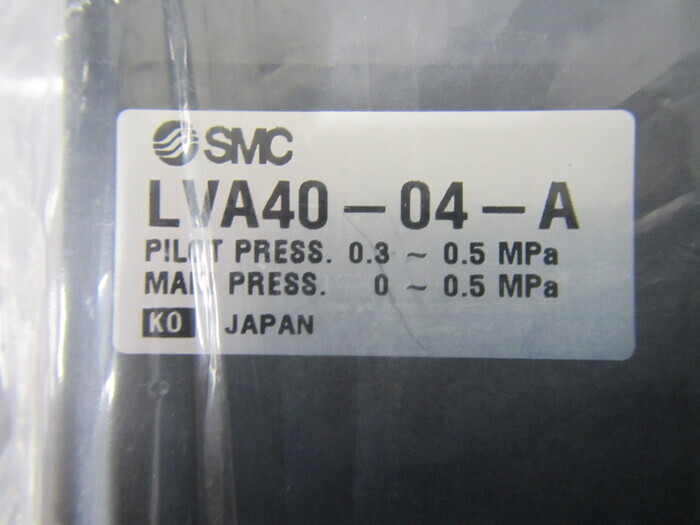 SMC
LVA40-04-A
PILOT PRESS. 0.3 ~ 0.5 MPa
MAIN PRESS. 0 ~ 0.5 MPa
KO JAPAN